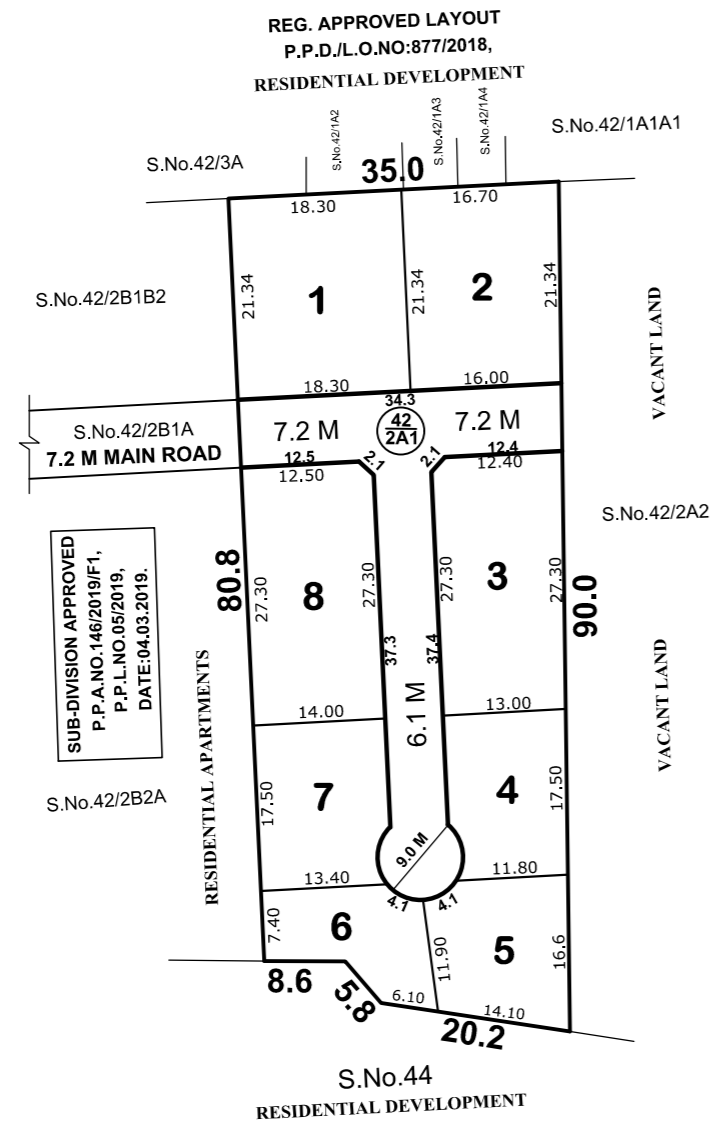 REG. APPROVED LAYOUT
P.P.D./L.O.NO:877/2018,
RESIDENTIAL DEVELOPMENT
S.No.42/3A
S.No.42/1A2
S.No.42/1A3
S.No.42/1A4
S.No.42/1A1A1
35.0
18.30
16.70
S.No.42/2B1B2
21.34
1
21.34
2
21.34
VACANT LAND
18.30
16.00
34.3
S.No.42/2B1A
7.2 M MAIN ROAD
7.2 M
42
2A1
7.2 M
12.5
12.50
2.1
2.1
12.4
12.40
S.No.42/2A2
SUB-DIVISION APPROVED
P.P.A.NO.146/2019/F1,
P.P.L.NO.05/2019,
DATE:04.03.2019.
80.8
27.30
8
27.30
27.30
3
27.30
90.0
37.3
37.4
6.1 M
RESIDENTIAL APARTMENTS
VACANT LAND
14.00
13.00
S.No.42/2B2A
17.50
7
4
17.50
9.0 M
13.40
11.80
4.1
4.1
7.40
6
11.90
5
16.6
8.6
5.8
6.10
14.10
20.2
S.No.44
RESIDENTIAL DEVELOPMENT